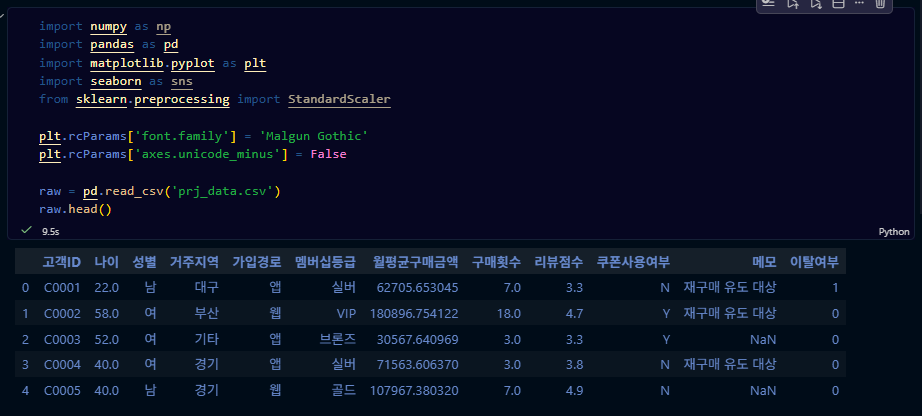 import numpy as np
import pandas as pd
import matplotlib.pyplot as plt
import seaborn as sns
from sklearn.preprocessing import StandardScaler
plt.rcParams['font.family'] = 'Malgun Gothic'
plt.rcParams['axes.unicode_minus'] = False
raw = pd.read_csv('prj_data.csv')
raw.head()
9.5s Python
고객ID 나이 성별 거주지역 가입경로 멤버십등급 월평균구매금액 구매횟수 리뷰점수 쿠폰사용여부 메모 이탈여부
0 C0001 22.0 남 대구 앱 실버 62705.653045 7.0 3.3 N 재구매 유도 대상 1
1 C0002 58.0 여 부산 웹 VIP 180896.754122 18.0 4.7 Y 재구매 유도 대상 0
2 C0003 52.0 여 기타 앱 브론즈 30567.640969 3.0 3.3 Y NaN 0
3 C0004 40.0 여 경기 앱 실버 71563.606370 3.0 3.8 N 재구매 유도 대상 0
4 C0005 40.0 남 경기 웹 골드 107967.380320 7.0 4.9 N NaN 0